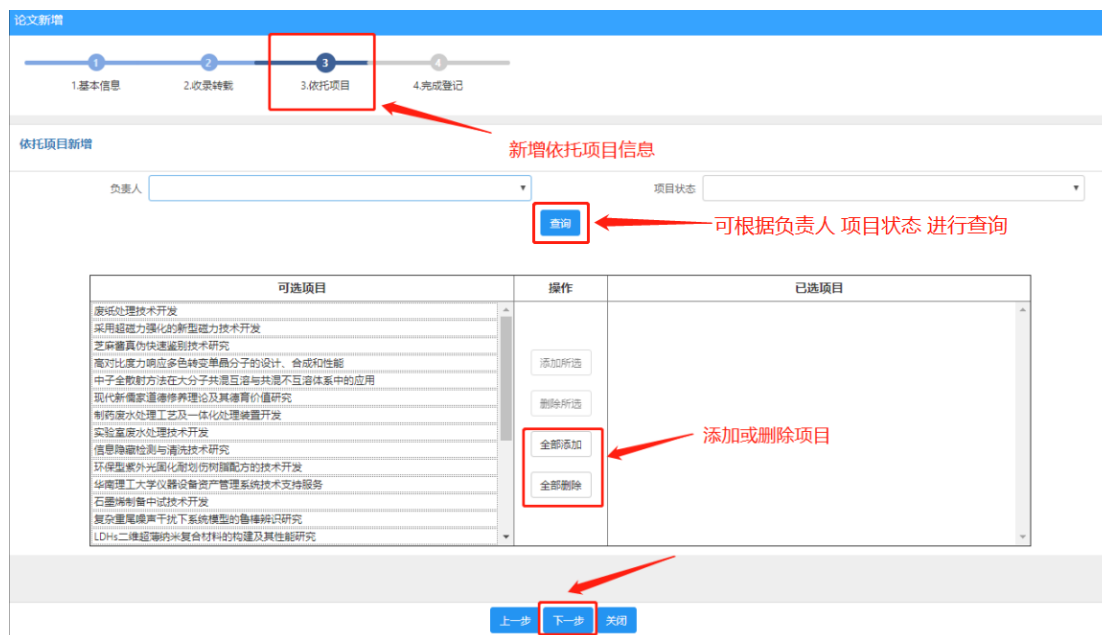 论文新增
1
2
3
4
1.基本信息
2.收录转载
3.依托项目
4.完成登记
依托项目新增
新增依托项目信息
负责人
项目状态
查询
可根据负责人 项目状态 进行查询
可选项目
操作
已选项目
废纸处理技术开发
采用超磁力强化的新型磁力技术开发
芝麻酱真伪快速鉴别技术研究
高对比度力响应多色转变单晶分子的设计、合成和性能
中子全散射方法在大分子共混互溶与共混不互溶体系中的应用
现代新儒家道德修养理论及其德育价值研究
制药废水处理工艺及一体化处理装置开发
实验室废水处理技术开发
信息隐藏检测与清洗技术研究
环保型紫外光固化耐划伤树脂配方的技术开发
华南理工大学仪器设备资产管理系统技术支持服务
石墨烯制备中试技术开发
复杂重尾噪声干扰下系统模型的鲁棒辨识研究
LDHs二维超薄纳米复合材料的构建及其性能研究
添加所选
删除所选
全部添加
全部删除
添加或删除项目
上一步
下一步
关闭